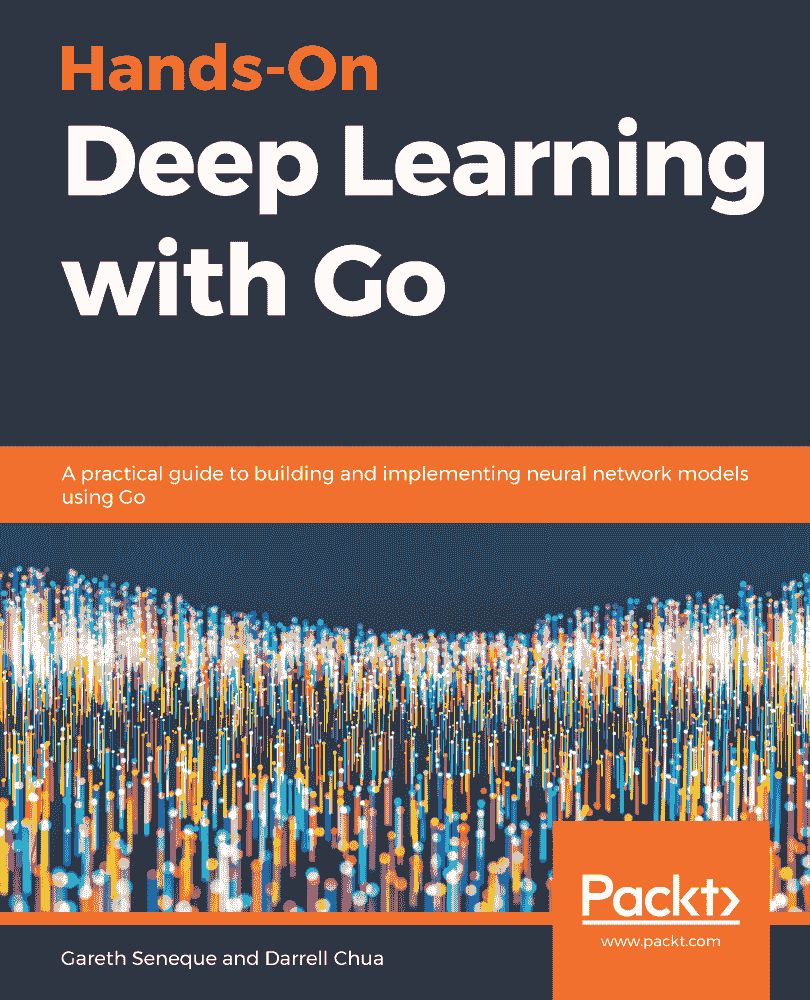 Hands-On
Deep Learning
with Go
A practical guide to building and implementing neural network models
using Go
Packt>
www.packt.com
Gareth Seneque and Darrell Chua